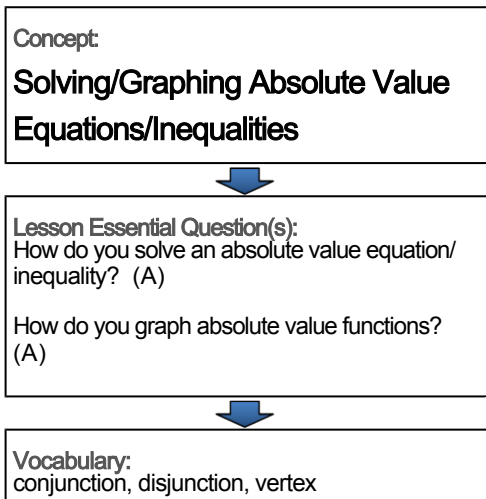 Concept:
Solving/Graphing Absolute Value
Equations/Inequalities
Lesson Essential Question(s):
How do you solve an absolute value equation/
inequality? (A)
How do you graph absolute value functions?
(A)
Vocabulary:
conjunction, disjunction, vertex